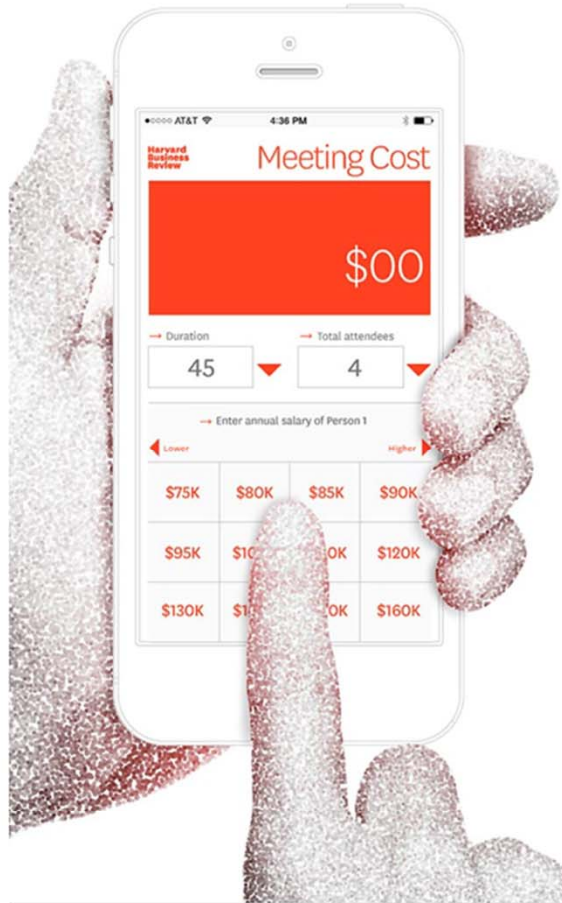 AT&T 4:36 PM
Harvard
Business
Review
Meeting Cost
$00
→ Duration → Total attendees
45 4
→ Enter annual salary of Person 1
Lower Higher
$75K $80K $85K $90K
$95K $120K
$130K $160K